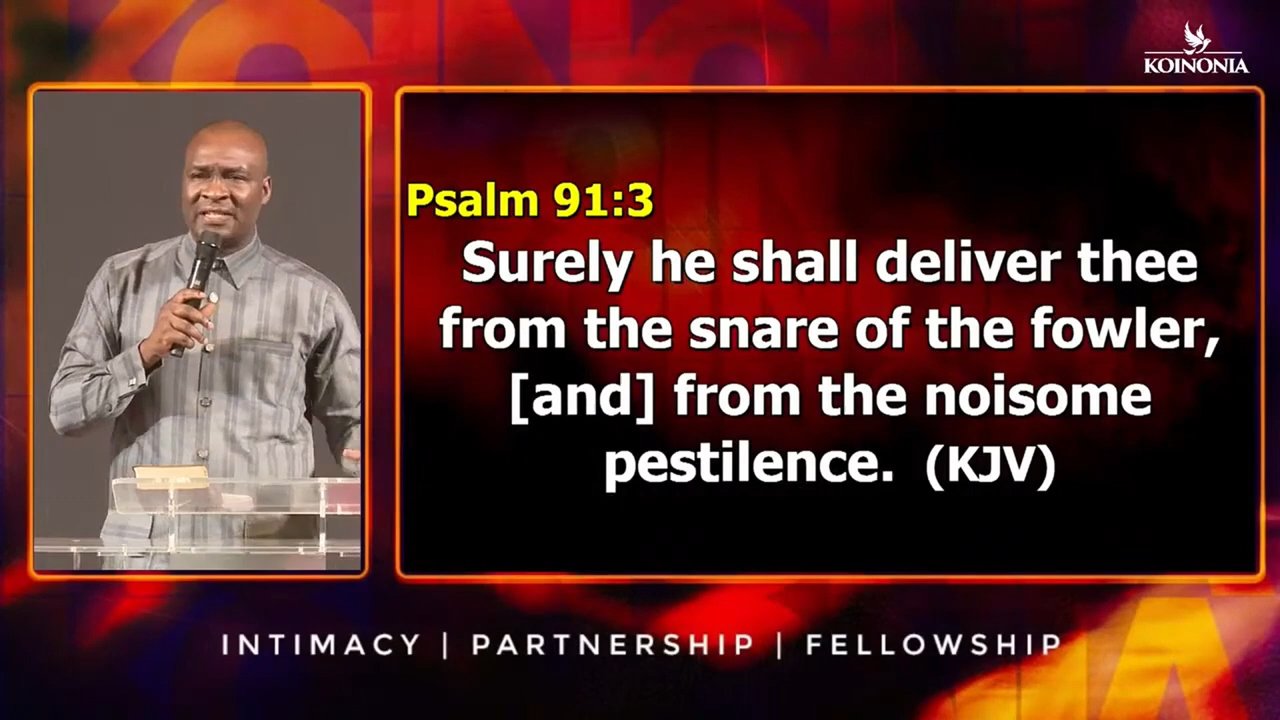 KOINONIA
Psalm 91:3
Surely he shall deliver thee
from the snare of the fowler,
[and] from the noisome
pestilence.  (KJV)
INTIMACY | PARTNERSHIP | FELLOWSHIP